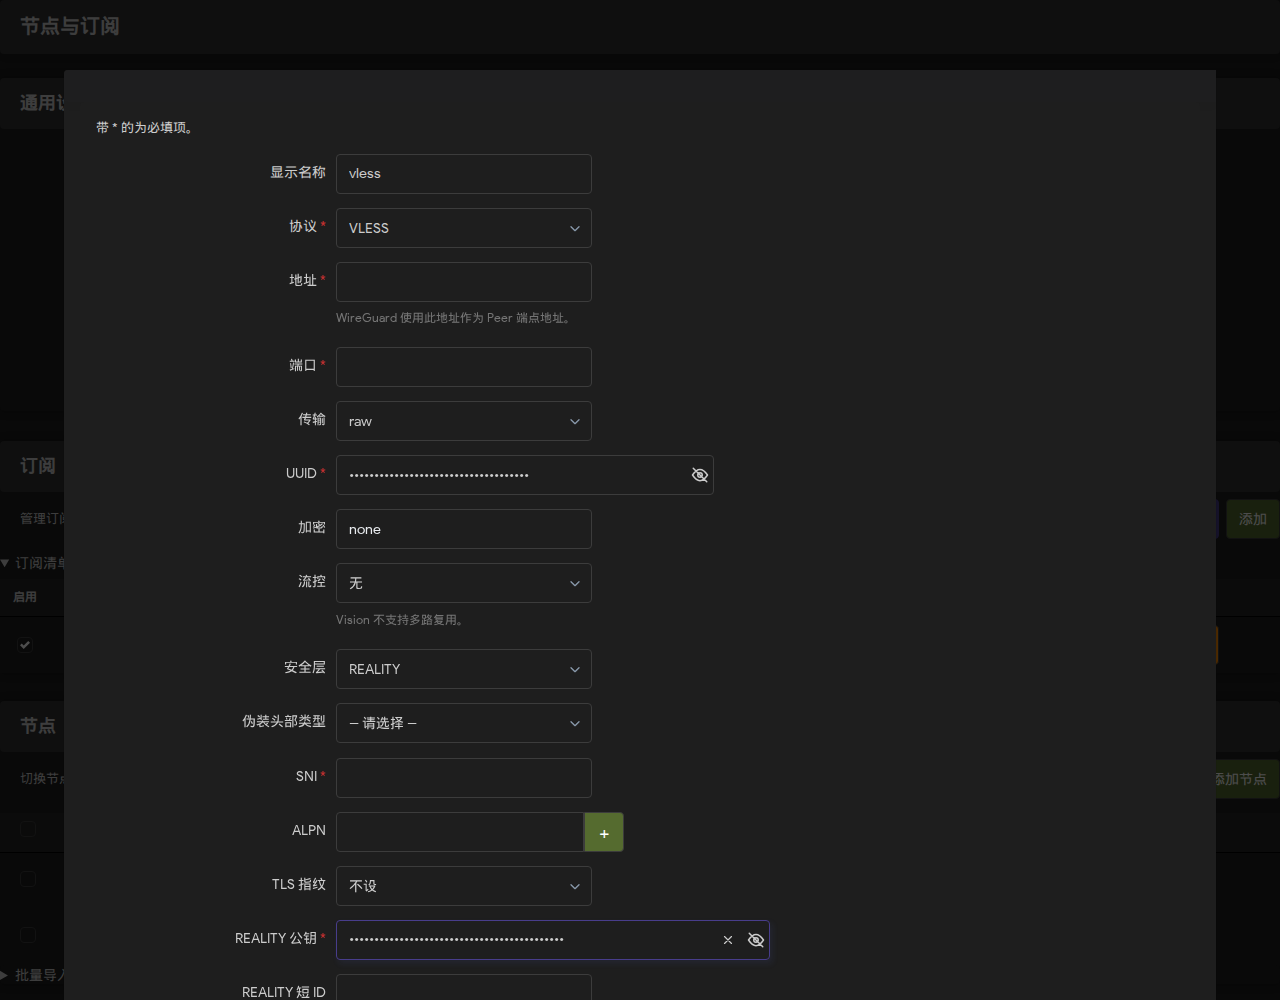 节点与订阅
通用
带 * 的为必填项。
显示名称 vless
协议 * VLESS
地址 *
WireGuard 使用此地址作为 Peer 端点地址。
端口 *
传输 raw
订阅
UUID * ••••••••••••••••••••••••••••••••••••
管理订
添加
加密 none
▼ 订阅清
流控 无
启用
Vision 不支持多路复用。
安全层 REALITY
节点
伪装头部类型 – 请选择 –
切换节
SNI *
添加节点
ALPN +
TLS 指纹 不设
REALITY 公钥 * •••••••••••••••••••••••••••••••••••••••••••
▶ 批量导
REALITY 短 ID